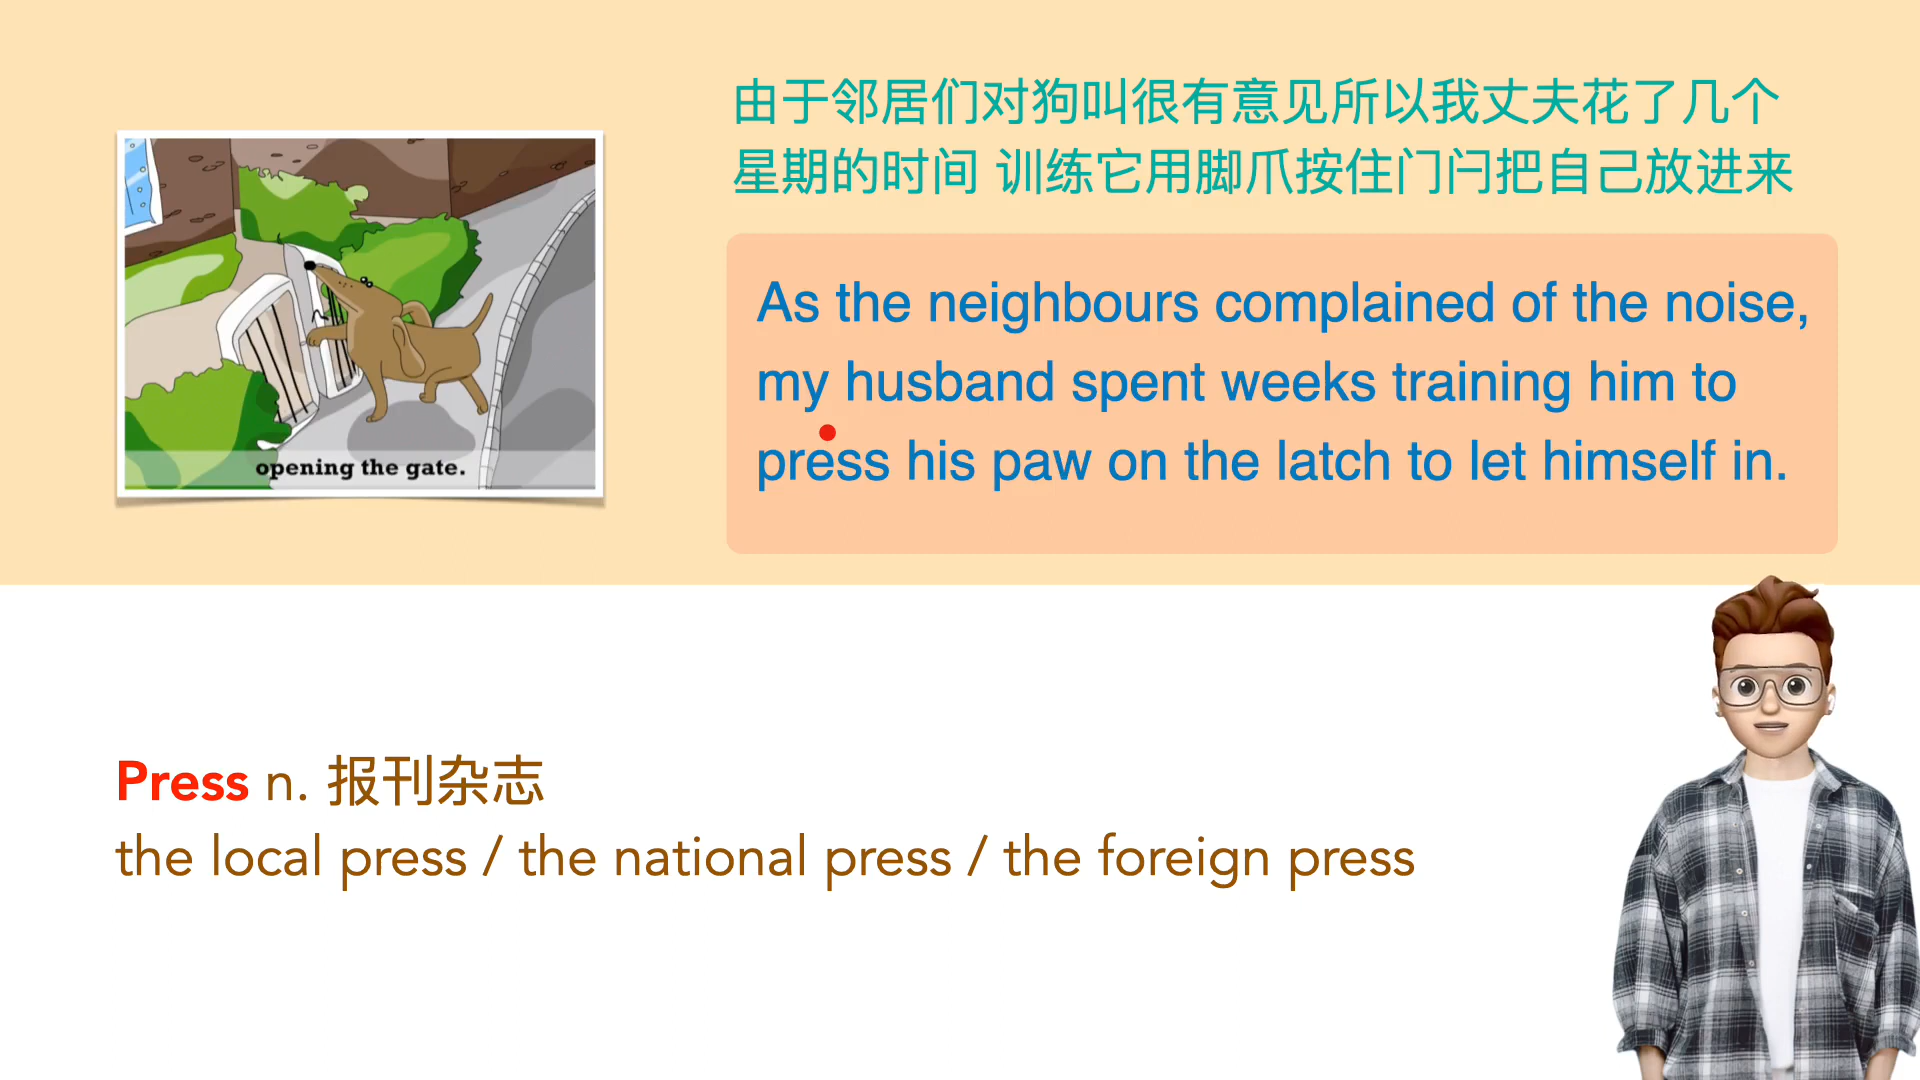 由于邻居们对狗叫很有意见所以我丈夫花了几个
星期的时间 训练它用脚爪按住门闩把自己放进来
As the neighbours complained of the noise,
my husband spent weeks training him to
press his paw on the latch to let himself in.
opening the gate.
Press n. 报刊杂志
the local press / the national press / the foreign press